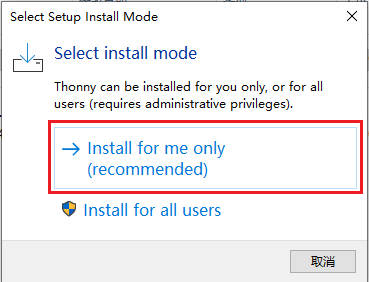 Select Setup Install Mode
Select install mode
Thonny can be installed for you only, or for all
users (requires administrative privileges).
Install for me only
(recommended)
Install for all users
取消